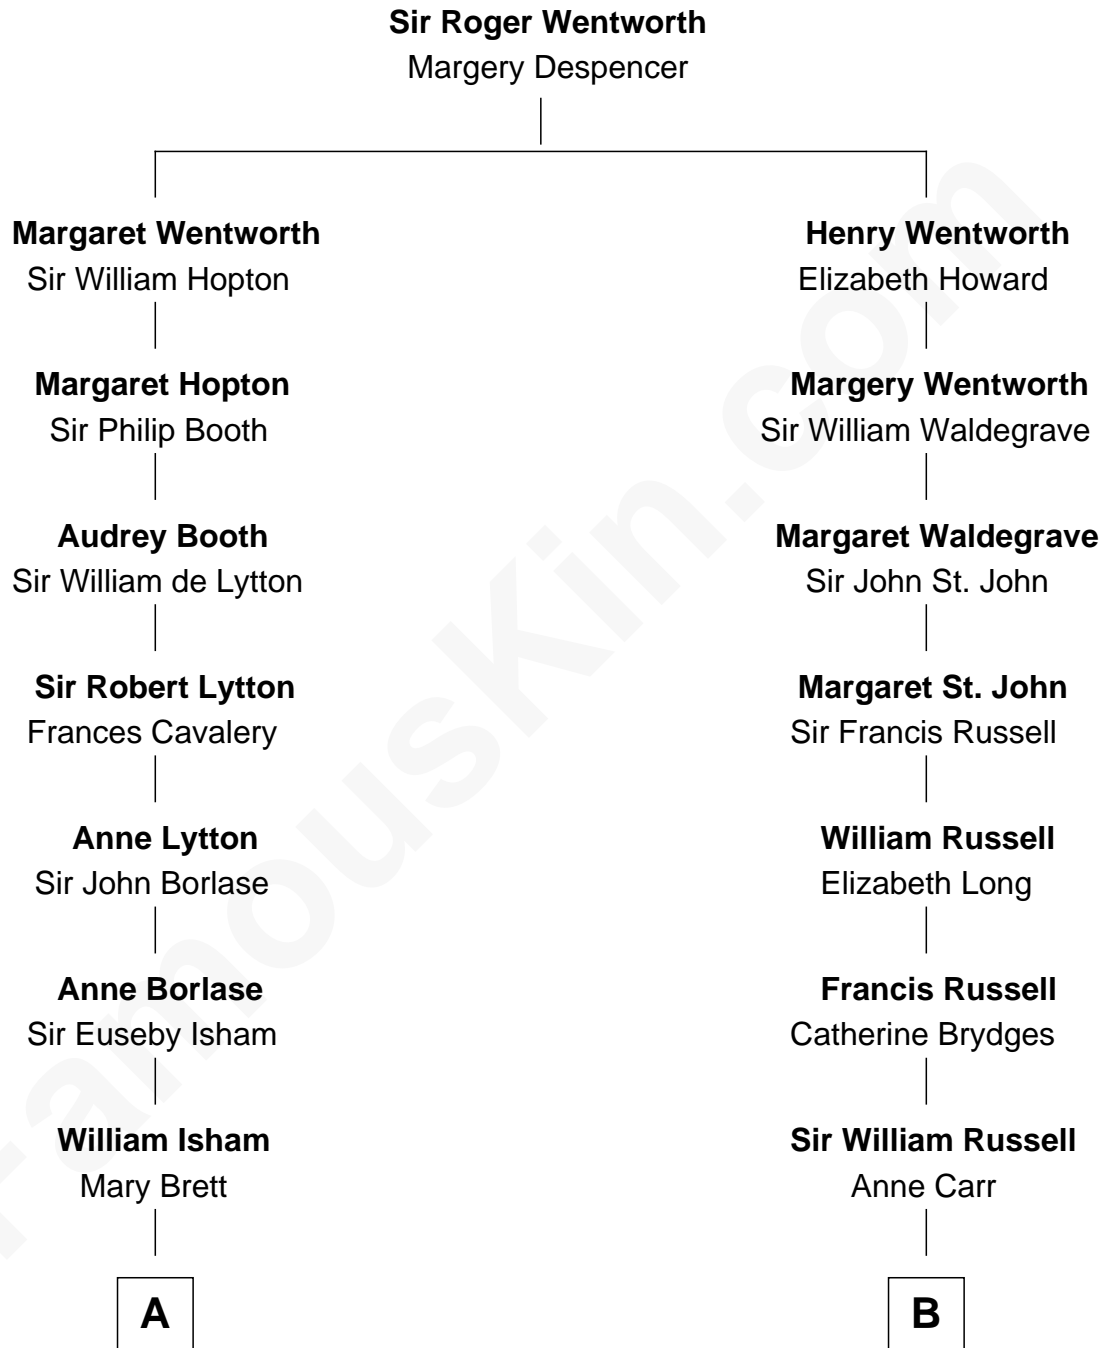 Sir Roger Wentworth
Margery Despencer
Margaret Wentworth
Sir William Hopton
Henry Wentworth
Elizabeth Howard
Margaret Hopton
Sir Philip Booth
Margery Wentworth
Sir William Waldegrave
Audrey Booth
Sir William de Lytton
Margaret Waldegrave
Sir John St. John
Sir Robert Lytton
Frances Cavalery
Margaret St. John
Sir Francis Russell
Anne Lytton
Sir John Borlase
William Russell
Elizabeth Long
Anne Borlase
Sir Euseby Isham
Francis Russell
Catherine Brydges
William Isham
Mary Brett
Sir William Russell
Anne Carr
A
B
FamousKin.com